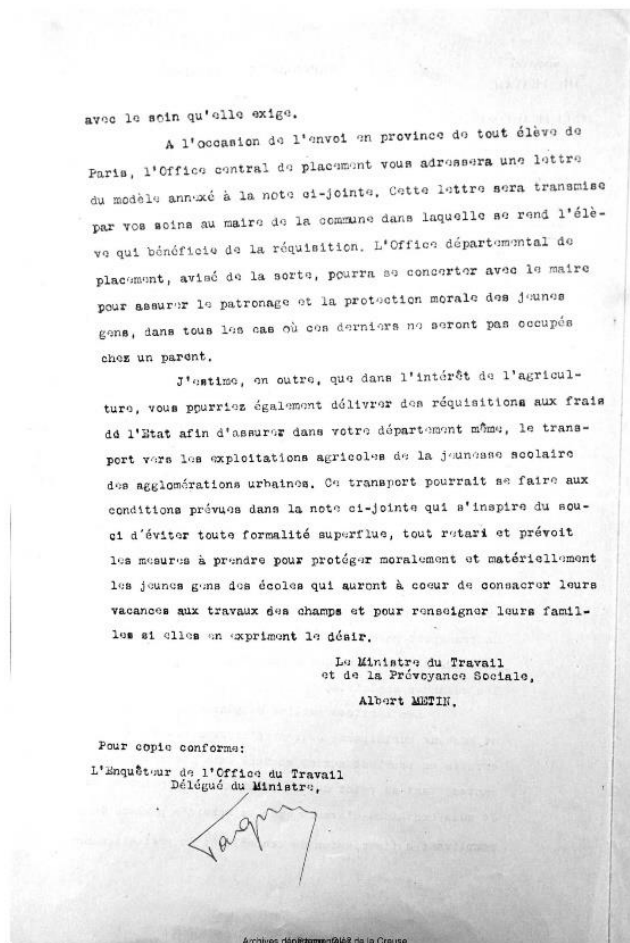 avec le soin qu'elle exige.
A l'occasion de l'envoi en province de tout élève de
Paris, l'Office central de placement vous adressera une lettre
du modèle annexé à la note ci-jointe. Cette lettre sera transmise
par vos soins au maire de la commune dans laquelle se rend l'élè-
ve qui bénéficie de la réquisition. L'Office départemental de
placement, avisé de la sorte, pourra se concerter avec le maire
pour assurer le patronage et la protection morale des jeunes
gens, dans tous les cas où ces derniers ne seront pas occupés
chez un parent.
J'estime, en outre, que dans l'intérêt de l'agricul-
ture, vous pourriez également délivrer des réquisitions aux frais
dd l'Etat afin d'assurer dans votre département même, le trans-
port vers les exploitations agricoles de la jeunesse scolaire
des agglomérations urbaines. Ce transport pourrait se faire aux
conditions prévues dans la note ci-jointe qui s'inspire du sou-
ci d'éviter toute formalité superflue, tout retari et prévoit
les mesures à prendre pour protéger moralement et matériellement
les jeunes gens des écoles qui auront à coeur de consacrer leurs
vacances aux travaux des champs et pour renseigner leurs famil-
les si elles en expriment le désir.
Le Ministre du Travail
et de la Prévoyance Sociale,
Albert METIN.
Pour copie conforme:
L'Enquêteur de l'Office du Travail
Délégué du Ministre,
Archives de la Creuse